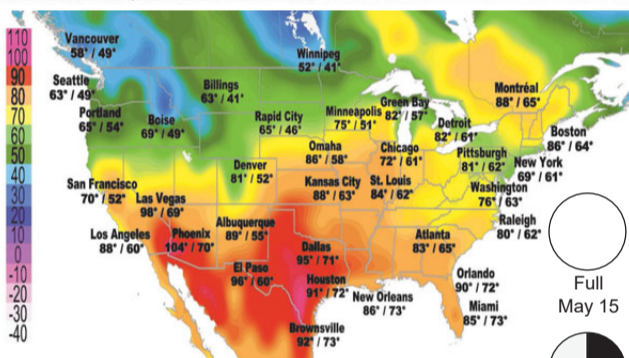 110
100
90
80
70
60
50
40
30
20
10
0
-10
-20
-30
-40
Vancouver
58° / 49°
Winnipeg
52° / 41°
Seattle
63° / 49°
Billings
63° / 41°
Montréal
88° / 65°
Portland
65° / 54°
Boise
69° / 49°
Rapid City
65° / 46°
Minneapolis
75° / 51°
Green Bay
82° / 57°
Detroit
82° / 61°
Boston
86° / 64°
Omaha
86° / 58°
Chicago
72° / 61°
Pittsburgh
81° / 62°
New York
69° / 61°
Denver
81° / 52°
San Francisco
70° / 52°
Las Vegas
98° / 69°
Kansas City
88° / 63°
St. Louis
84° / 62°
Washington
76° / 63°
Los Angeles
88° / 60°
Phoenix
104° / 70°
Albuquerque
89° / 55°
Dallas
95° / 71°
Atlanta
83° / 65°
Raleigh
80° / 62°
El Paso
96° / 60°
Houston
91° / 72°
New Orleans
86° / 73°
Orlando
90° / 72°
Miami
85° / 73°
Brownsville
92° / 73°
Full
May 15